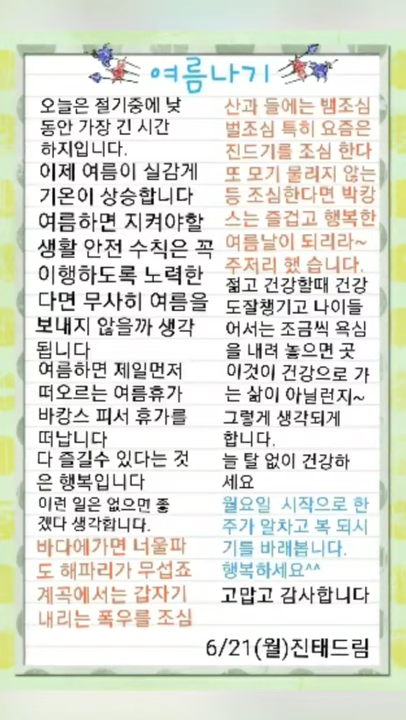 여름나기
오늘은 절기중에 낮
동안 가장 긴 시간
하지입니다.
이제 여름이 실감게
기온이 상승합니다
여름하면 지켜야할
생활 안전 수칙은 꼭
이행하도록 노력한
다면 무사히 여름을
보내지 않을까 생각
됩니다
여름하면 제일먼저
떠오르는 여름휴가
바캉스 피서 휴가를
떠납니다
다 즐길수 있다는 것
은 행복입니다
이런 일은 없으면 좋
겠다 생각합니다.
바다에가면 너울파
도 해파리가 무섭죠
계곡에서는 갑자기
내리는 폭우를 조심
산과 들에는 뱀조심
벌조심 특히 요즘은
진드기를 조심 한다
또 모기 물리지 않는
등 조심한다면 박캉
스는 즐겁고 행복한
여름날이 되리라~
주저리 했 습니다.
젊고 건강할때 건강
도잘챙기고 나이들
어서는 조금씩 욕심
을 내려 놓으면 곳
이것이 건강으로 가
는 삶이 아닐런지~
그렇게 생각되게
합니다.
늘 탈 없이 건강하
세요
월요일 시작으로 한
주가 알차고 복 되시
기를 바래봅니다.
행복하세요^^
고맙고 감사합니다
6/21(월)진태드림